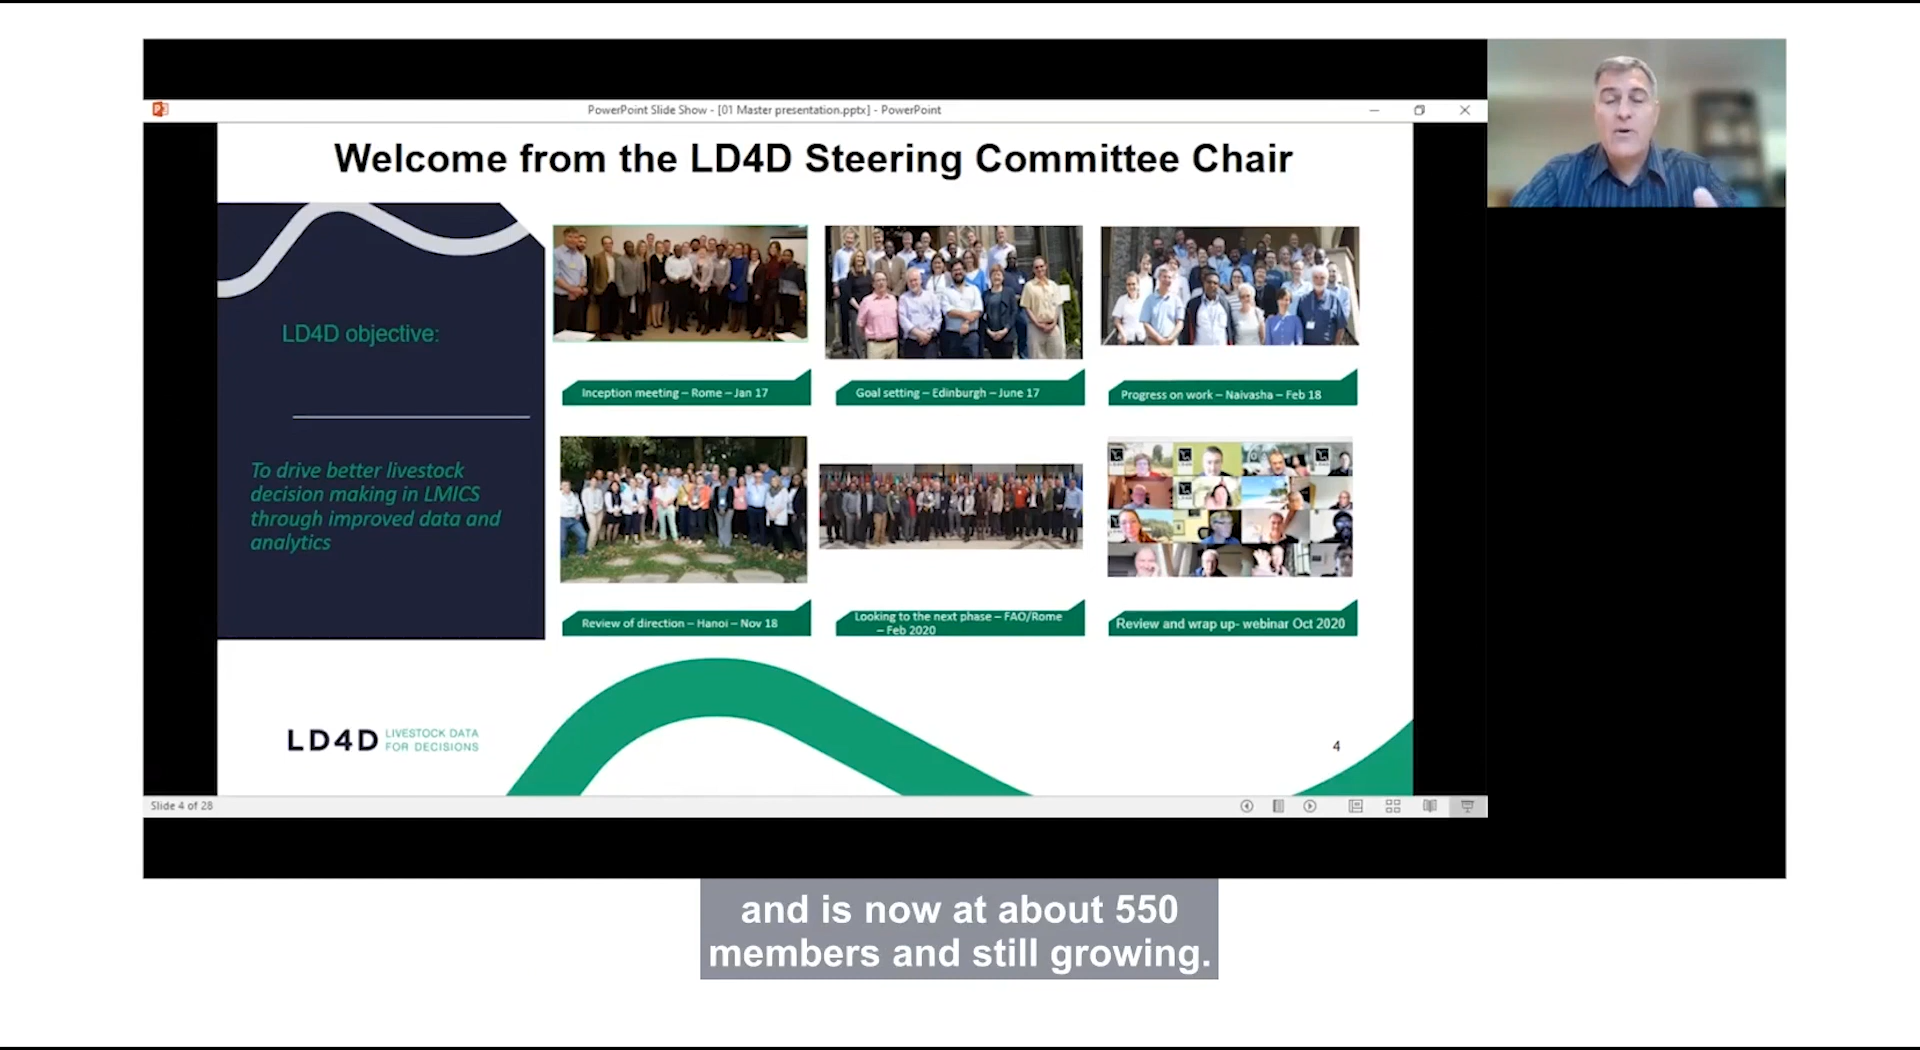 PowerPoint Slide Show - [01 Master presentation.pptx] - PowerPoint
Welcome from the LD4D Steering Committee Chair
LD4D objective:
To drive better livestock
decision making in LMICS
through improved data and
analytics
Inception meeting – Rome – Jan 17
Goal setting – Edinburgh – June 17
Progress on work – Naivasha – Feb 18
Review of direction – Hanoi – Nov 18
Looking to the next phase – FAO/Rome
– Feb 2020
Review and wrap up- webinar Oct 2020
LD4D LIVESTOCK DATA
FOR DECISIONS
4
Slide 4 of 28
and is now at about 550
members and still growing.